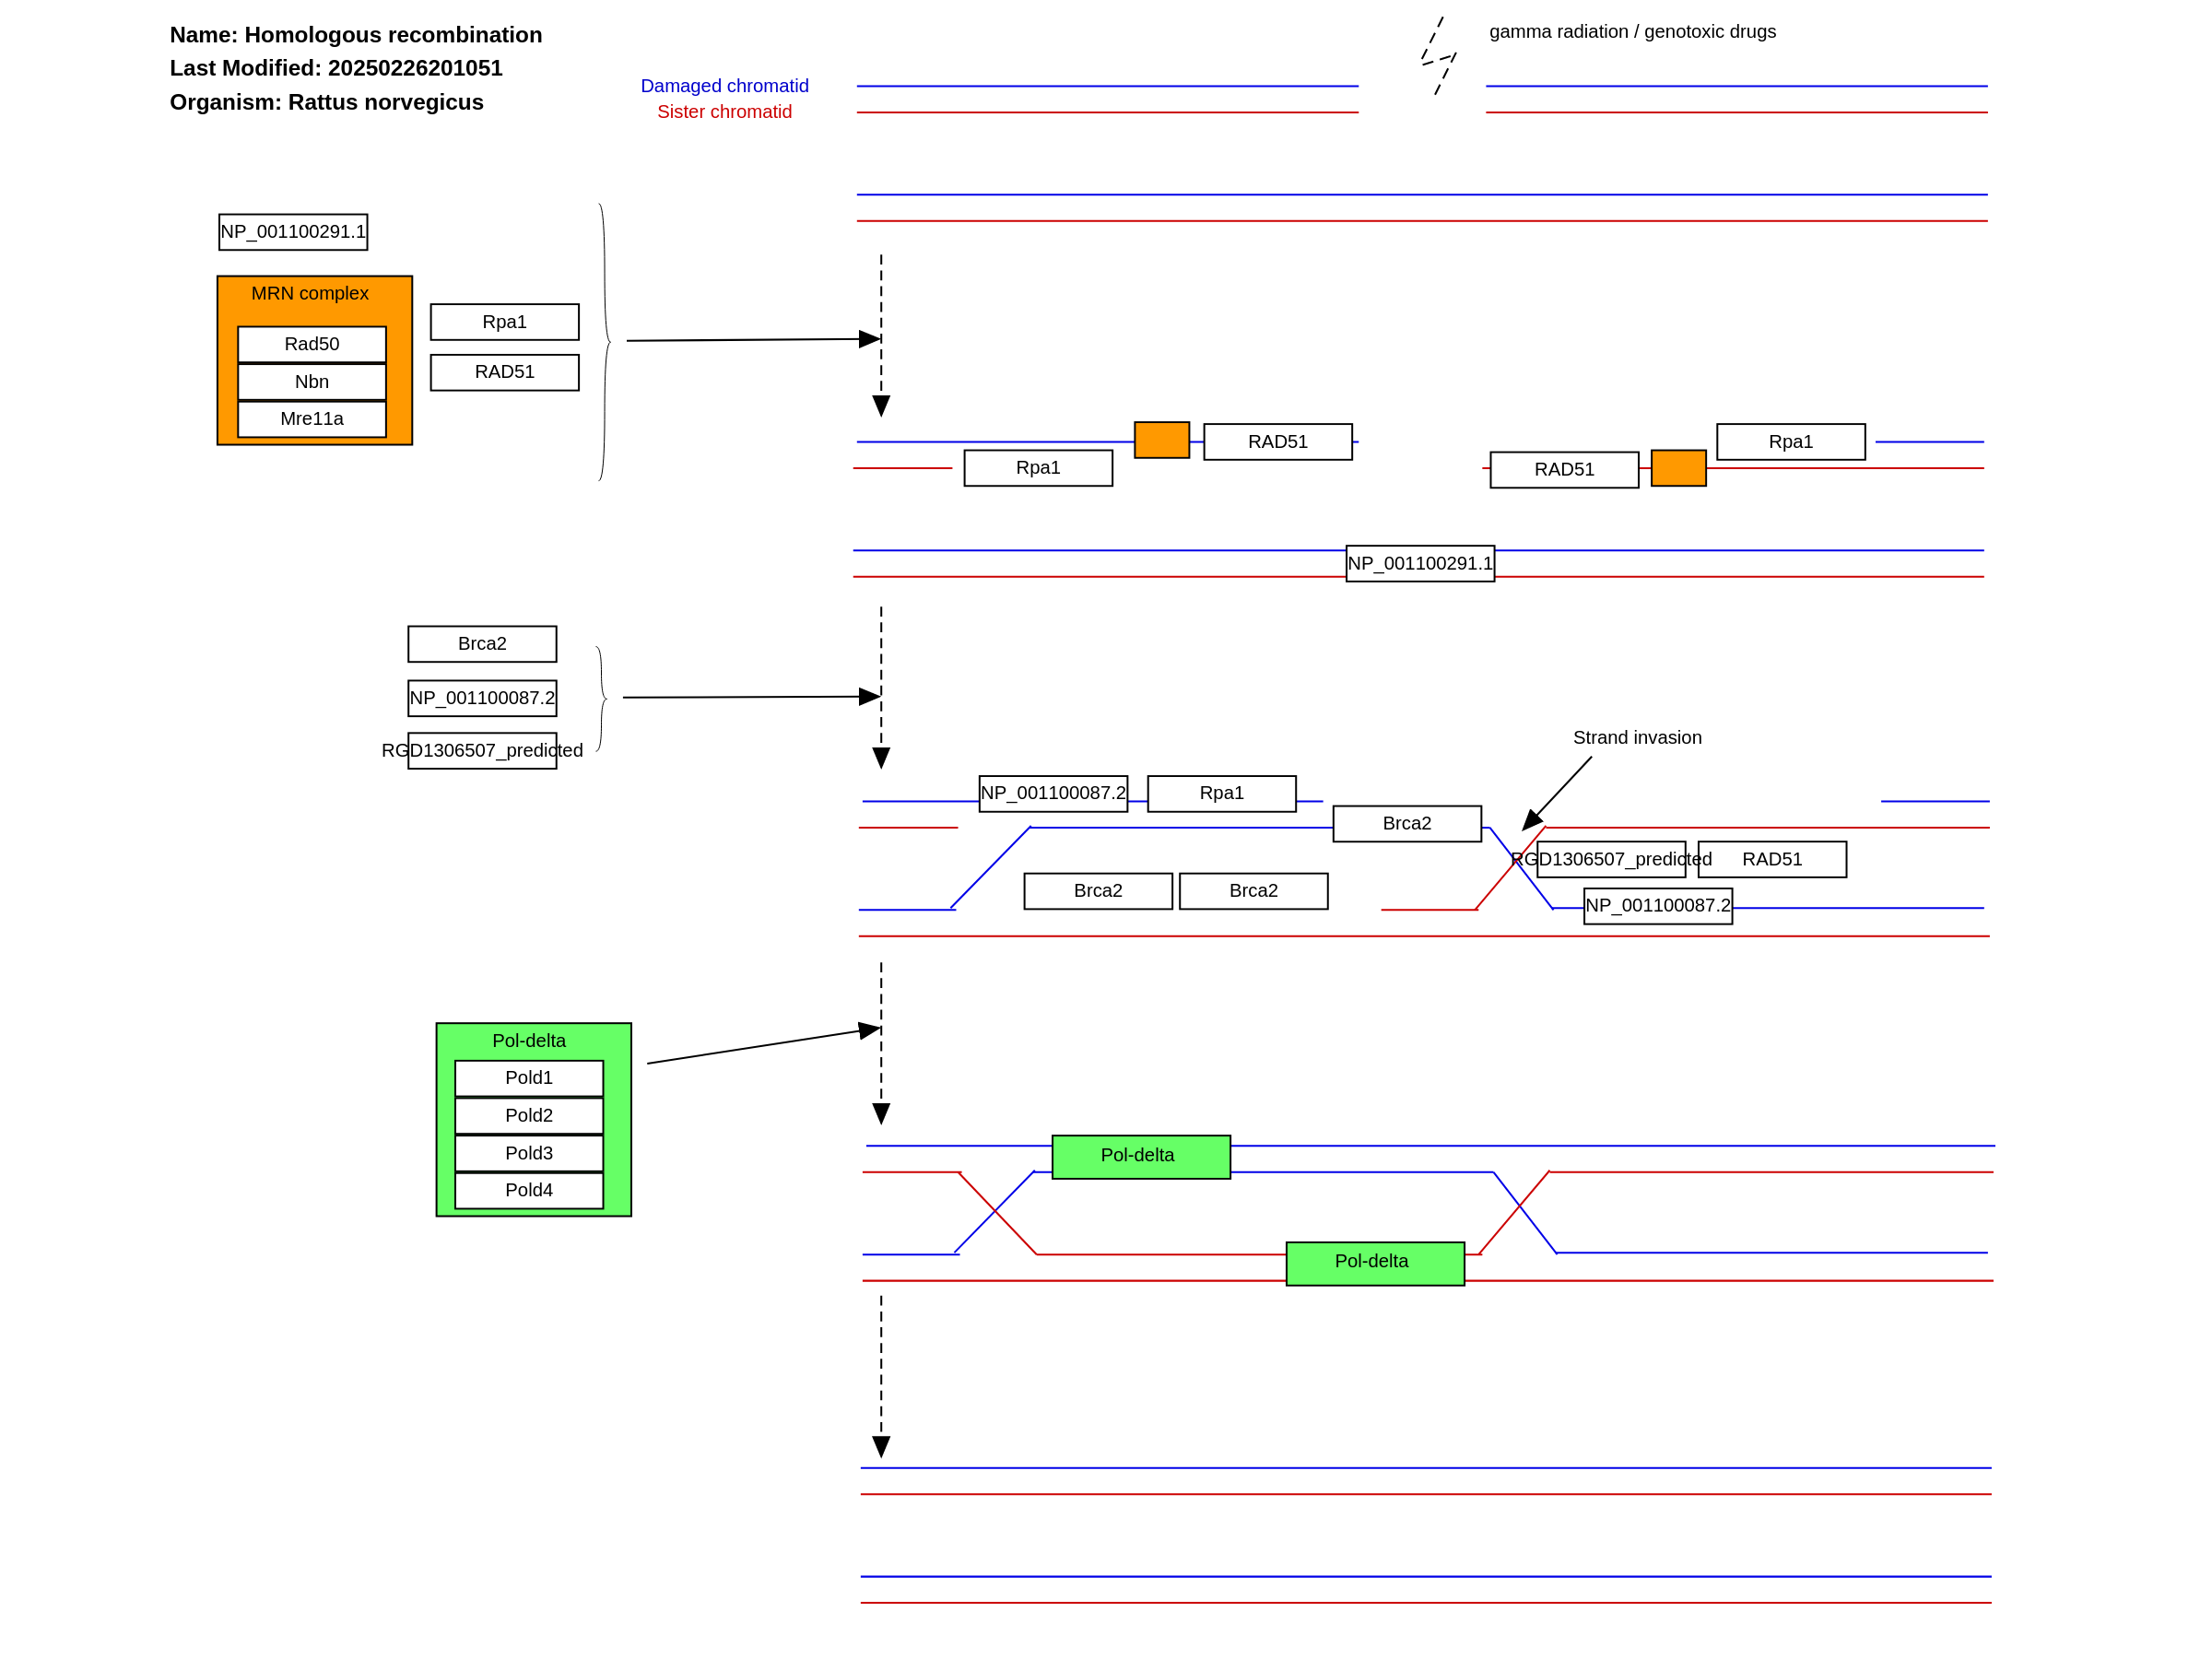 Name: Homologous recombination
Last Modified: 20250226201051
Organism: Rattus norvegicus
gamma radiation / genotoxic drugs
Damaged chromatid
Sister chromatid
NP_001100291.1
MRN complex
Rad50
Nbn
Mre11a
Rpa1
RAD51
RAD51
Rpa1
Rpa1
RAD51
NP_001100291.1
Brca2
NP_001100087.2
RGD1306507_predicted
Strand invasion
NP_001100087.2
Rpa1
Brca2
RGD1306507_predicted
RAD51
Brca2
Brca2
NP_001100087.2
Pol-delta
Pold1
Pold2
Pold3
Pold4
Pol-delta
Pol-delta